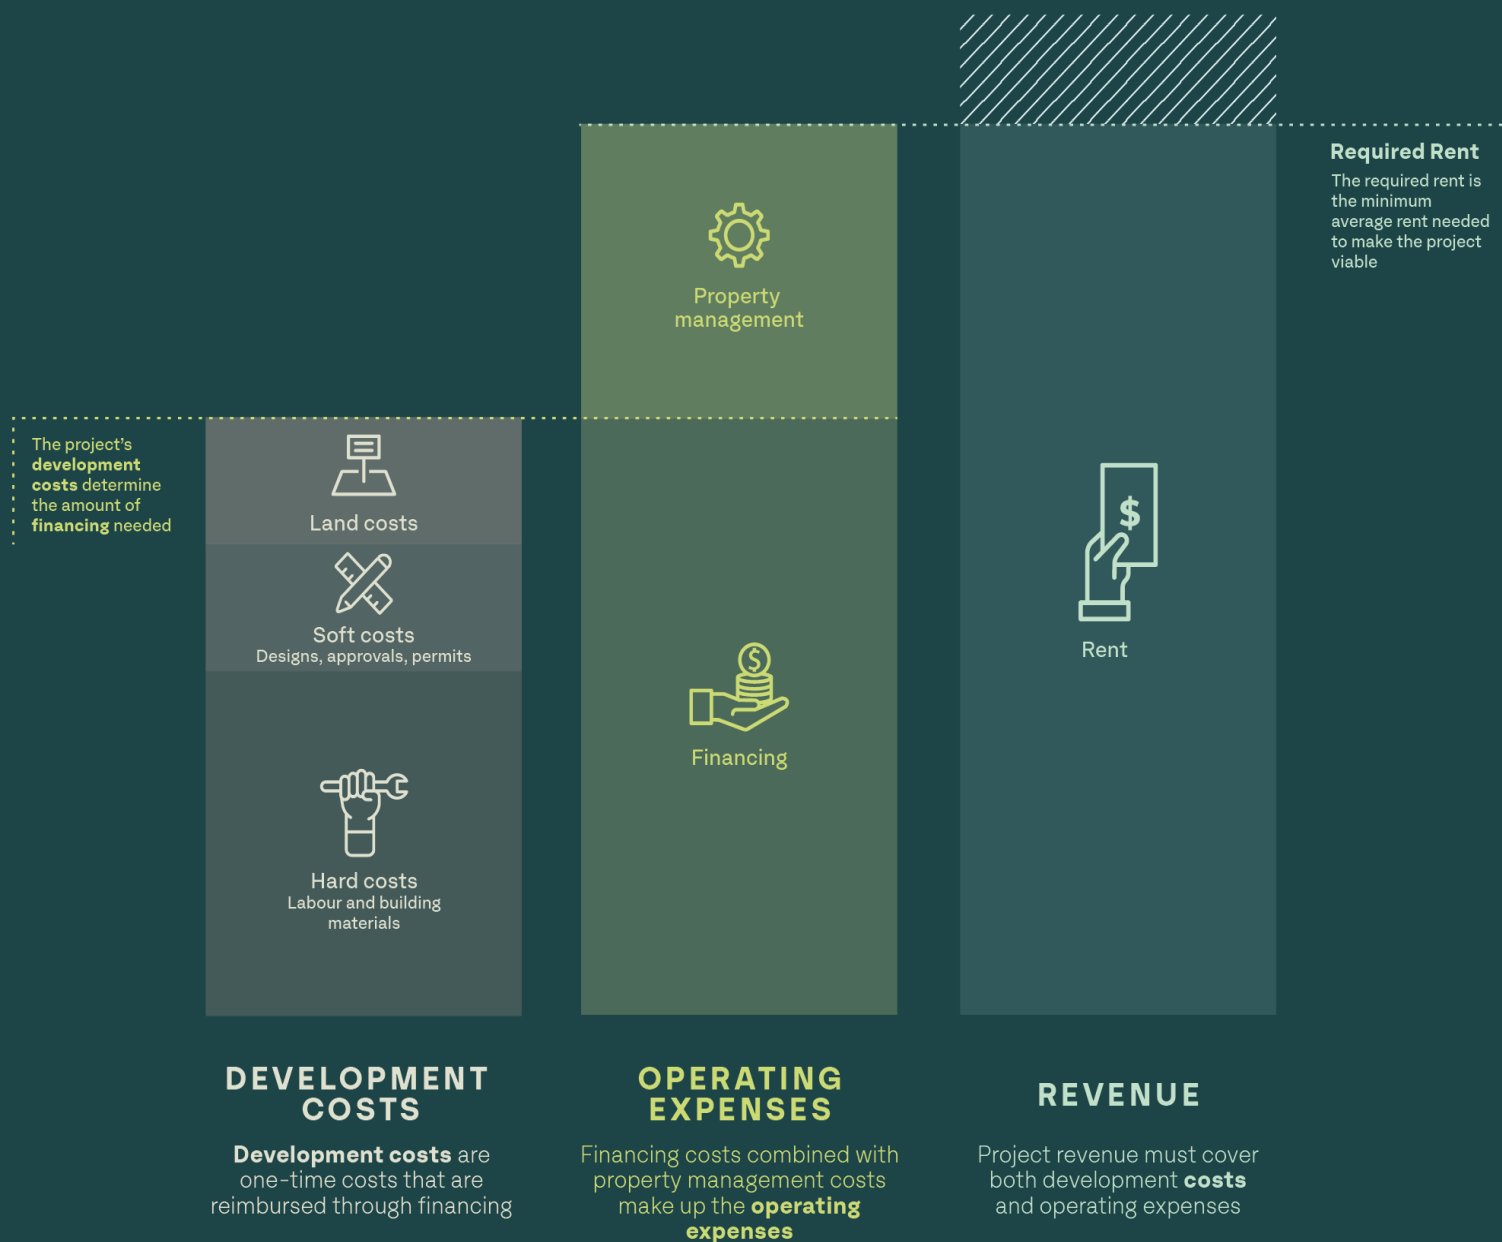 Required Rent
The required rent is
the minimum
average rent needed
to make the project
viable
Property
management
The project's
development
costs determine
the amount of
financing needed
Land costs
Soft costs
Designs, approvals, permits
Hard costs
Labour and building
materials
$
Financing
$
Rent
DEVELOPMENT
COSTS
Development costs are
one-time costs that are
reimbursed through financing
OPERATING
EXPENSES
Financing costs combined with
property management costs
make up the operating
expenses
REVENUE
Project revenue must cover
both development costs
and operating expenses